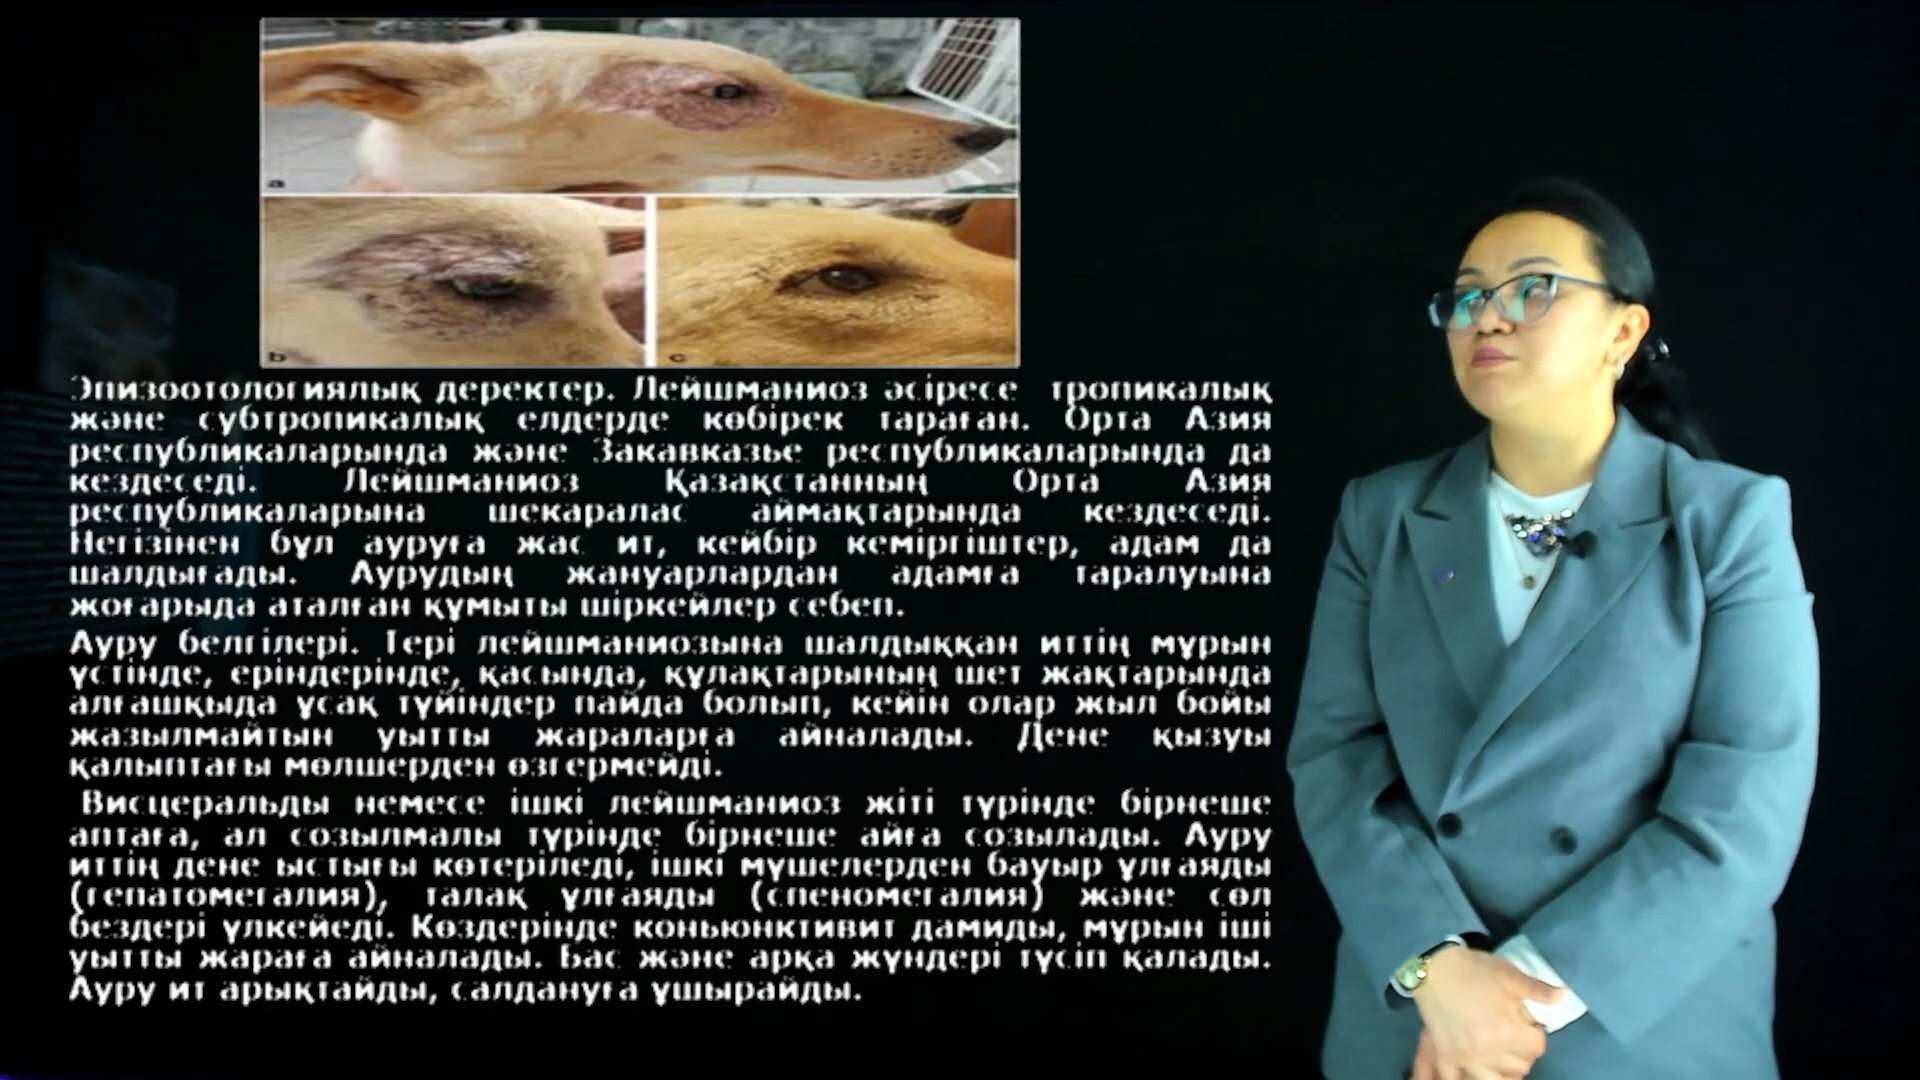 a
b
c
Эпизоотологиялық деректер. Лейшманиоз әсіресе тропикалық
және субтропикалық елдерде көбірек тараған. Орта Азия
республикаларында және Закавказье республикаларында да
кездеседі. Лейшманиоз Қазақстанның Орта Азия
республикаларына шекаралас аймақтарында кездеседі.
Негізінен бұл ауруға жас ит, кейбір кеміргіштер, адам да
шалдығады. Аурудың жануарлардан адамға таралуына
жоғарыда аталған құмыты шіркейлер себеп.
Ауру белгілері. Тері лейшманиозына шалдыққан иттің мұрын
үстінде, еріндерінде, қасында, құлақтарының шет жақтарында
алғашқыда ұсақ түйіндер пайда болып, кейін олар жыл бойы
жазылмайтын уытты жараларға айналады. Дене қызуы
қалыптағы мөлшерден өзгермейді.
Висцеральды немесе ішкі лейшманиоз жіті түрінде бірнеше
аптаға, ал созылмалы түрінде бірнеше айға созылады. Ауру
иттің дене ыстығы көтеріледі, ішкі мүшелерден бауыр ұлғаяды
(гепатомегалия), талақ ұлғаяды (спеномегалия) және сөл
бездері үлкейеді. Көздерінде коньюнктивит дамиды, мұрын іші
уытты жараға айналады. Бас және арқа жүндері түсіп қалады.
Ауру ит арықтайды, салдануға ұшырайды.